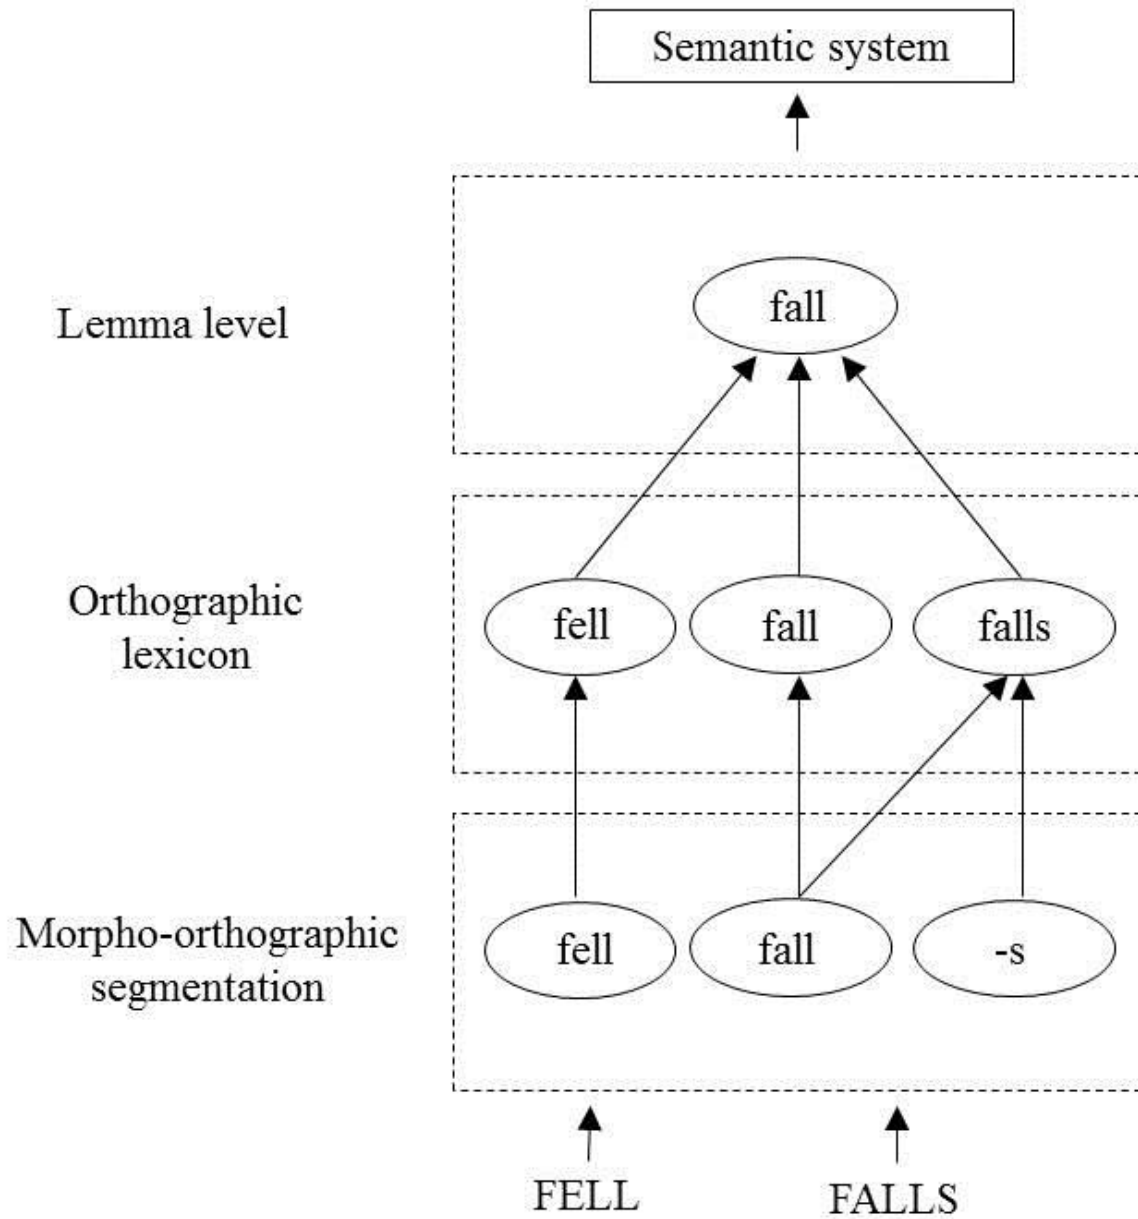 Semantic system
Lemma level
fall
Orthographic
lexicon
fell
fall
falls
Morpho-orthographic
segmentation
fell
fall
-s
FELL
FALLS